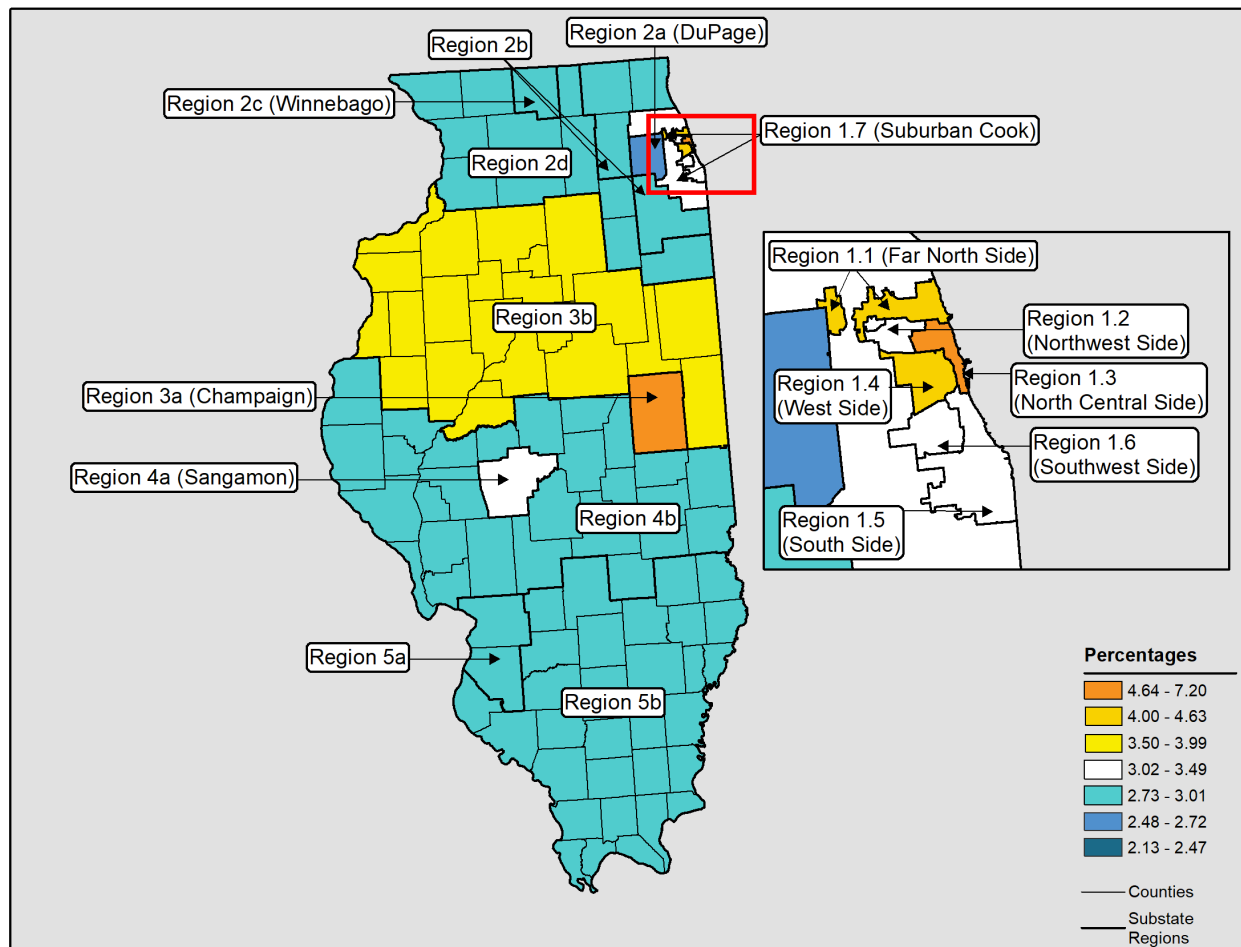 Region 2a (DuPage)
Region 2b
Region 2c (Winnebago)
Region 1.7 (Suburban Cook)
Region 2d
Region 1.1 (Far North Side)
Region 3b
Region 1.2
(Northwest Side)
Region 1.4
(West Side)
Region 1.3
(North Central Side)
Region 3a (Champaign)
Region 1.6
(Southwest Side)
Region 4a (Sangamon)
Region 4b
Region 1.5
(South Side)
Region 5a
Region 5b
Percentages
4.64 - 7.20
4.00 - 4.63
3.50 - 3.99
3.02 - 3.49
2.73 - 3.01
2.48 - 2.72
2.13 - 2.47
Counties
Substate
Regions